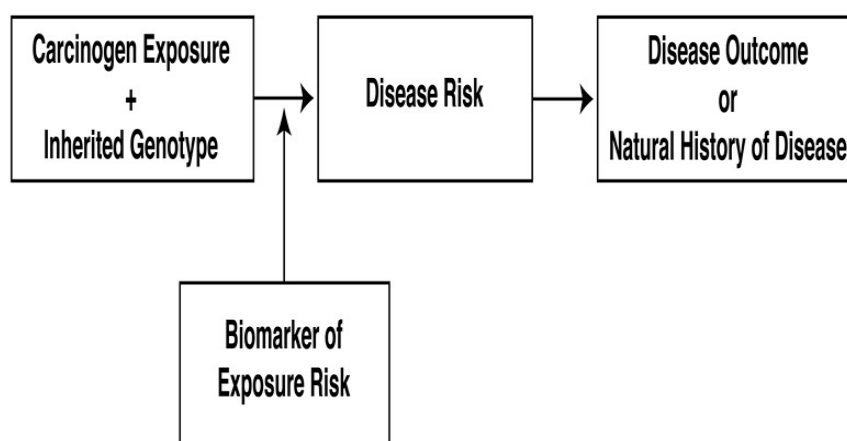 Carcinogen Exposure
+
Inherited Genotype
Disease Risk
Disease Outcome
or
Natural History of Disease
Biomarker of
Exposure Risk